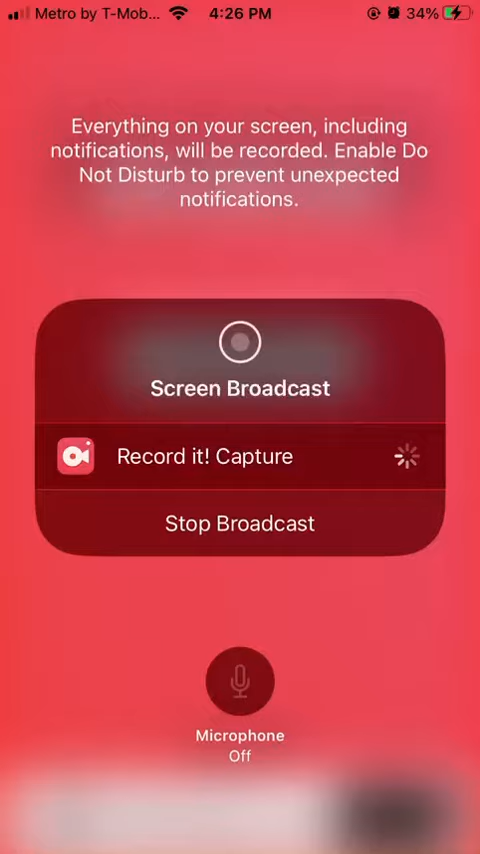 Metro by T-Mob... 4:26 PM 34%
Everything on your screen, including
notifications, will be recorded. Enable Do
Not Disturb to prevent unexpected
notifications.
Screen Broadcast
Record it! Capture
Stop Broadcast
Microphone
Off